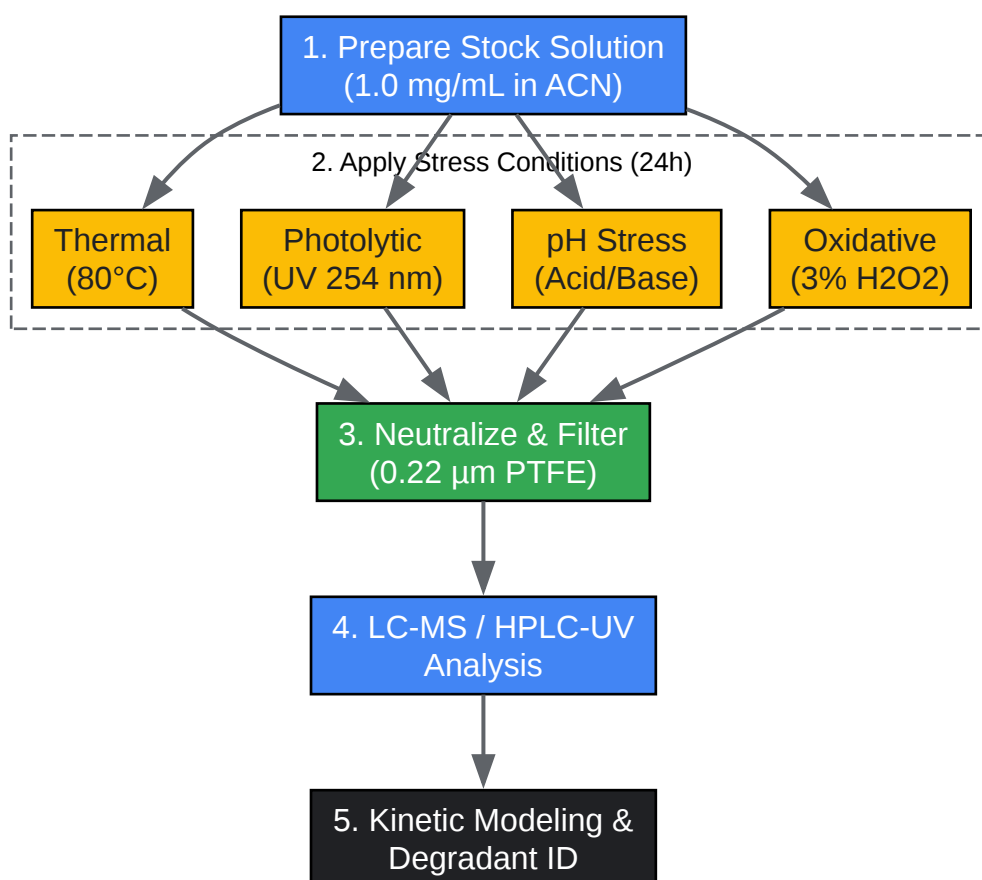 1. Prepare Stock Solution
(1.0 mg/mL in ACN)
2. Apply Stress Conditions (24h)
Thermal
(80°C)
Photolytic
(UV 254 nm)
pH Stress
(Acid/Base)
Oxidative
(3% H2O2)
3. Neutralize & Filter
(0.22 µm PTFE)
4. LC-MS / HPLC-UV
Analysis
5. Kinetic Modeling &
Degradant ID